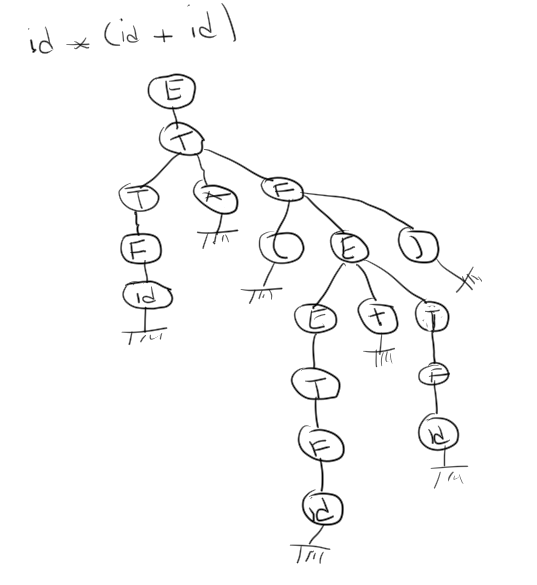 id * (id + id)
E
T
T * F
F ( E )
id
E + T
T F
F id
id